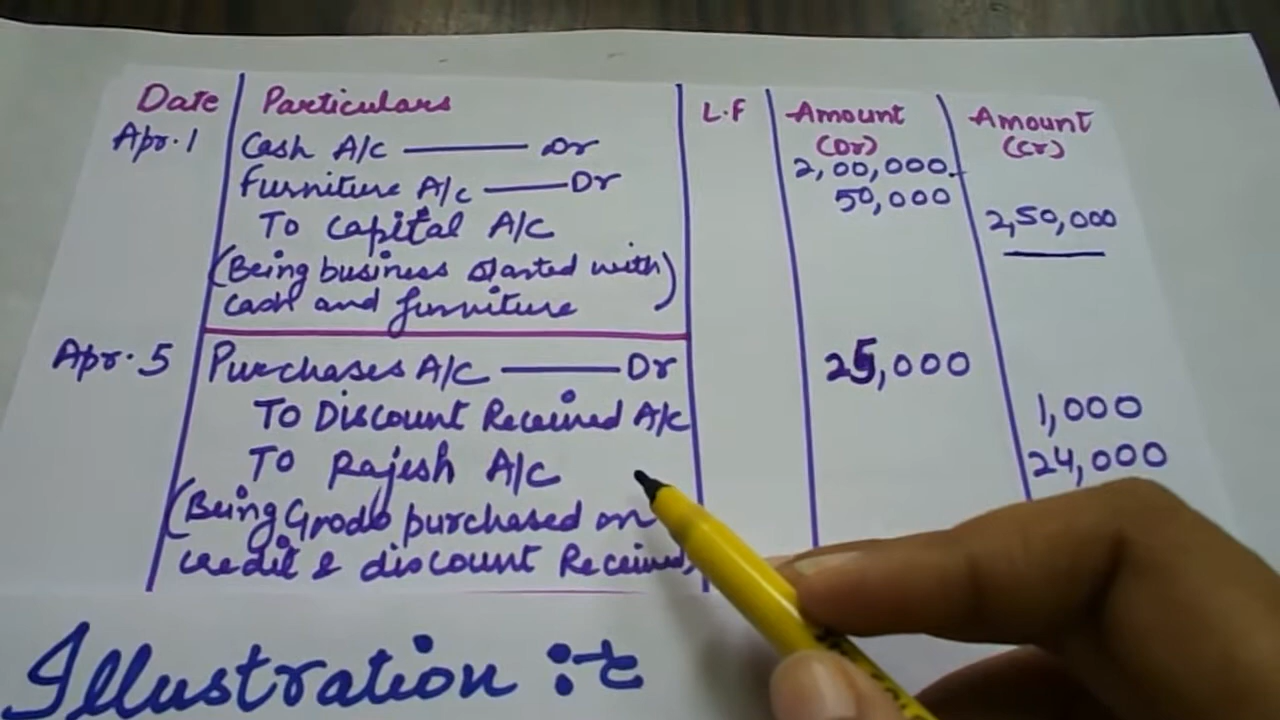 Date Particulars L.F Amount (Dr) Amount (Cr)
Apr.1 Cash A/c ——— Dr 2,00,000
Furniture A/c ——— Dr 50,000
To Capital A/c 2,50,000
(Being business started with
cash and furniture)
Apr.5 Purchases A/C ——— Dr 25,000
To Discount Received A/c 1,000
To Rajesh A/c 24,000
(Being Goods purchased on
credit & discount Received)
Illustration :-